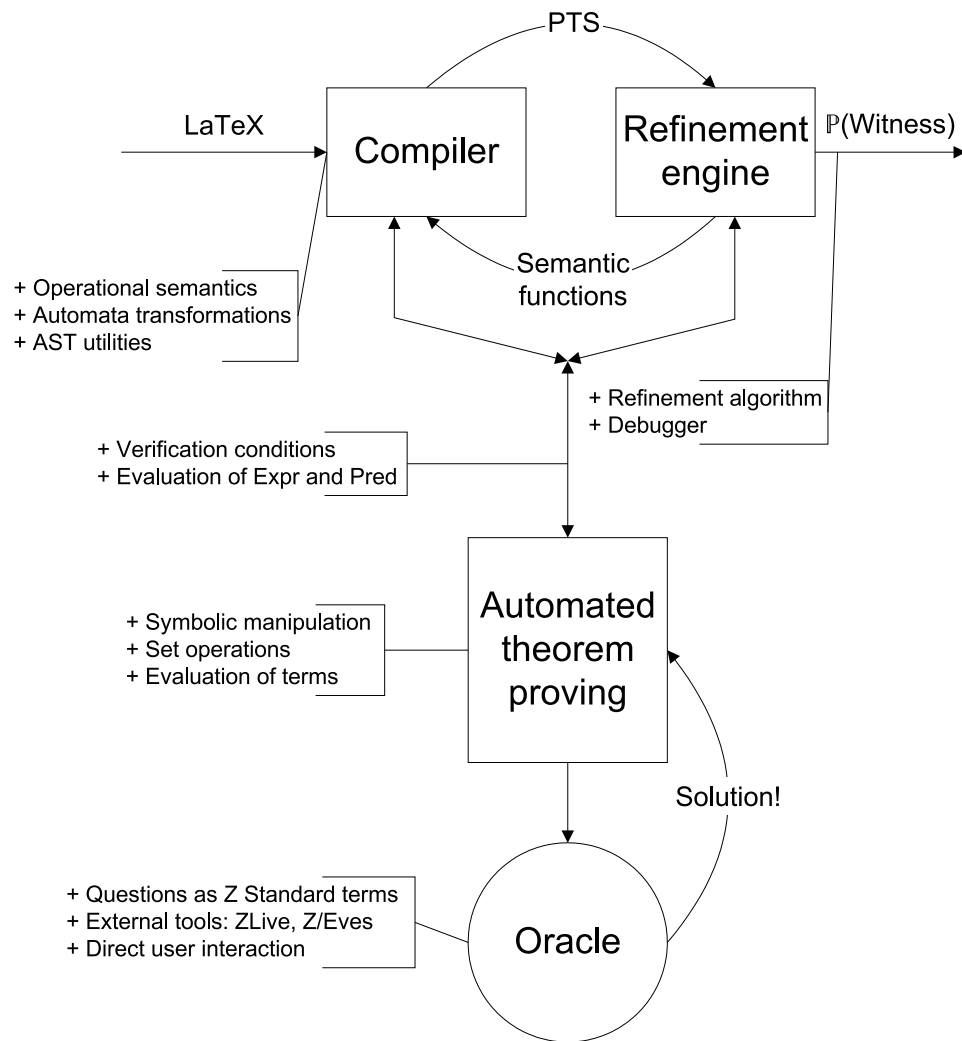 PTS
LaTeX
Compiler
Refinement
engine
ℙ(Witness)
Semantic
functions
+ Operational semantics
+ Automata transformations
+ AST utilities
+ Refinement algorithm
+ Debugger
+ Verification conditions
+ Evaluation of Expr and Pred
Automated
theorem
proving
+ Symbolic manipulation
+ Set operations
+ Evaluation of terms
Solution!
+ Questions as Z Standard terms
+ External tools: ZLive, Z/Eves
+ Direct user interaction
Oracle